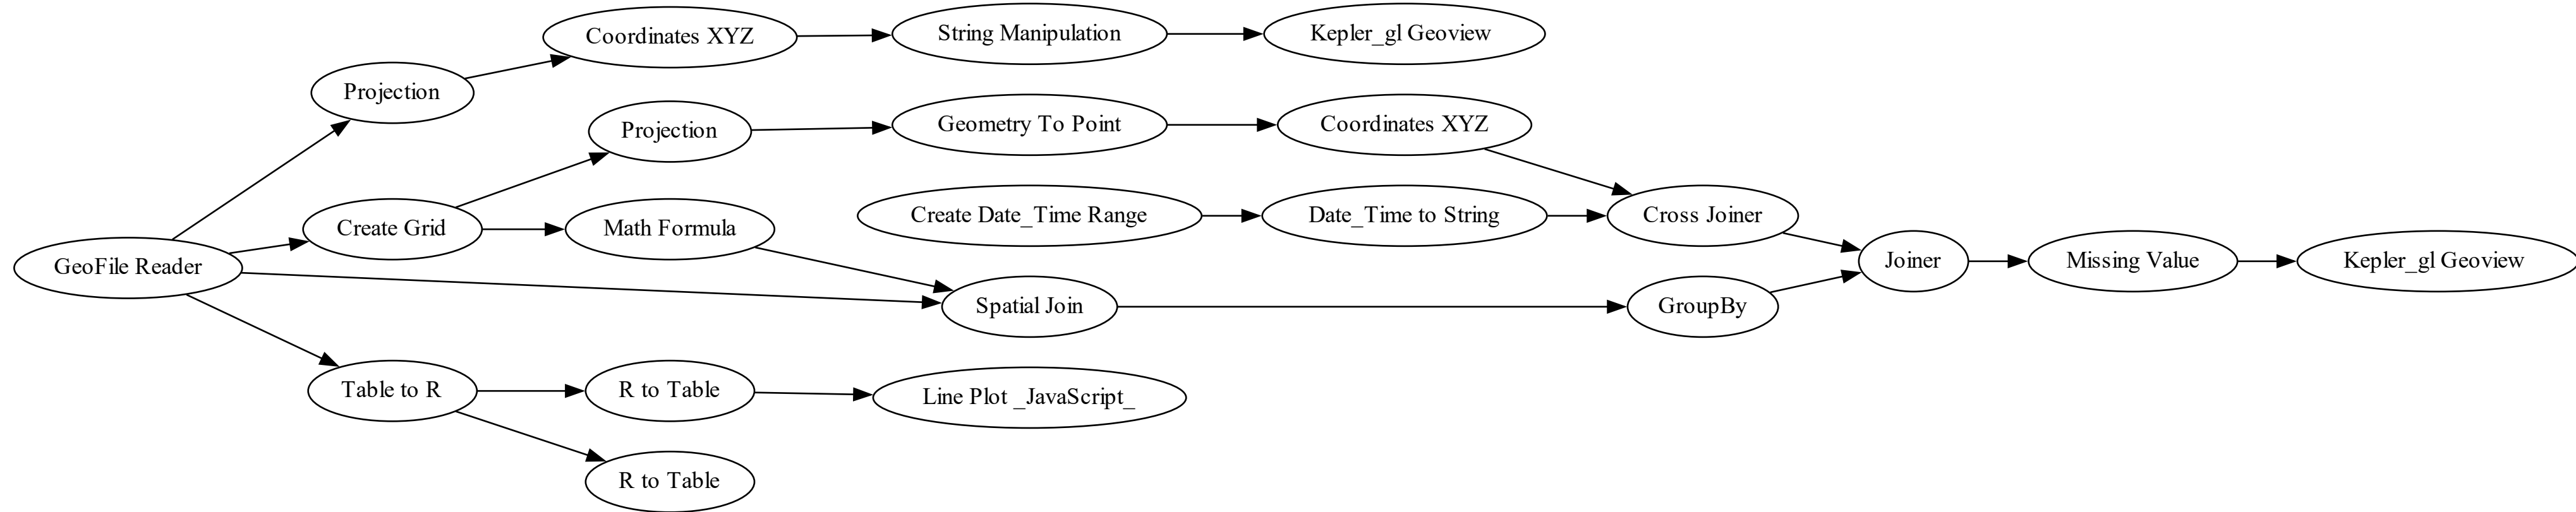 Coordinates XYZ
String Manipulation
Kepler_gl Geoview
Projection
Projection
Geometry To Point
Coordinates XYZ
Create Grid
Math Formula
Create Date_Time Range
Date_Time to String
Cross Joiner
GeoFile Reader
Joiner
Missing Value
Kepler_gl Geoview
Spatial Join
GroupBy
Table to R
R to Table
Line Plot _JavaScript_
R to Table